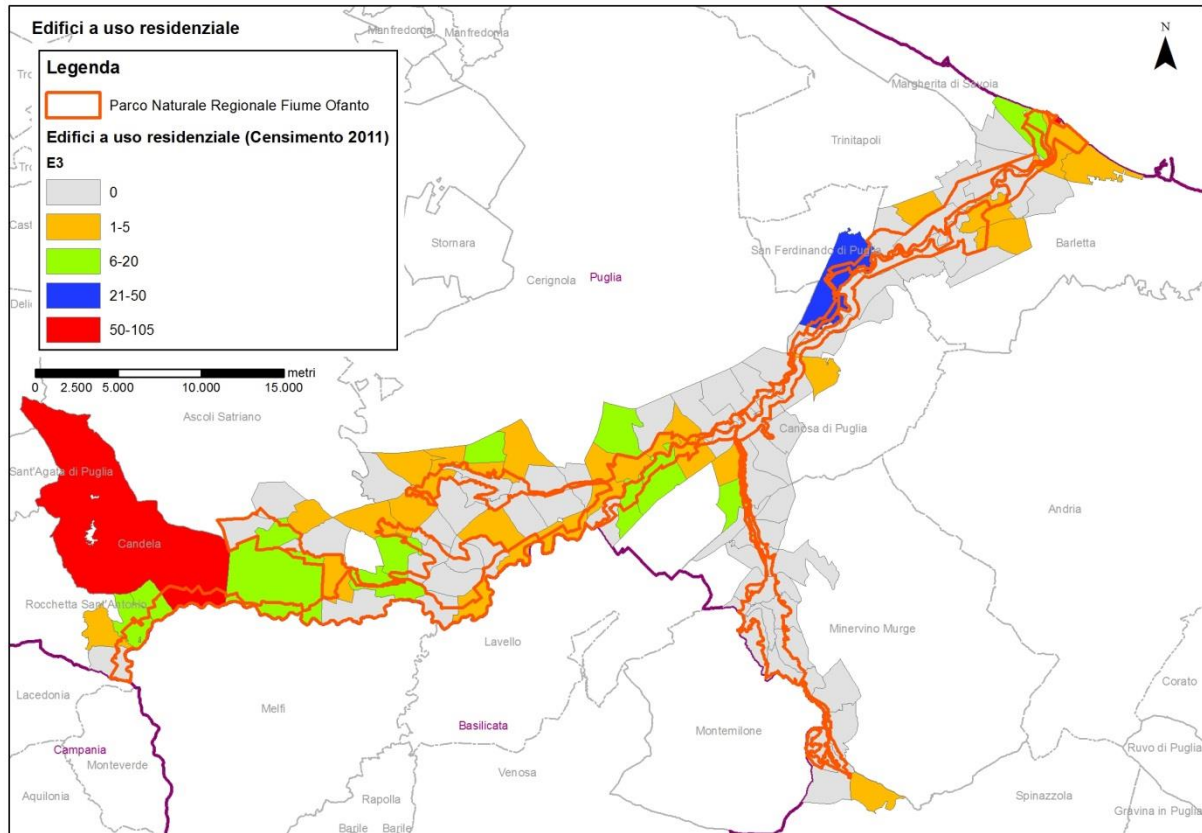 Edifici a uso residenziale
Legenda
Parco Naturale Regionale Fiume Ofanto
Edifici a uso residenziale (Censimento 2011)
E3
0
1-5
6-20
21-50
50-105
metri
0 2.500 5.000 10.000 15.000
N
Manfredonia
Manfredonia
Margherita di Savoia
Trinitapoli
Stornara
San Ferdinando di Puglia
Barletta
Cerignola
Puglia
Ascoli Satriano
Canosa di Puglia
Sant'Agata di Puglia
Andria
Candela
Rocchetta Sant'Antonio
Minervino Murge
Lavello
Lacedonia
Melfi
Corato
Basilicata
Montemilone
Campania
Monteverde
Ruvo di Puglia
Venosa
Aquilonia
Rapolla
Spinazzola
Gravina in Puglia
Barile
Barile